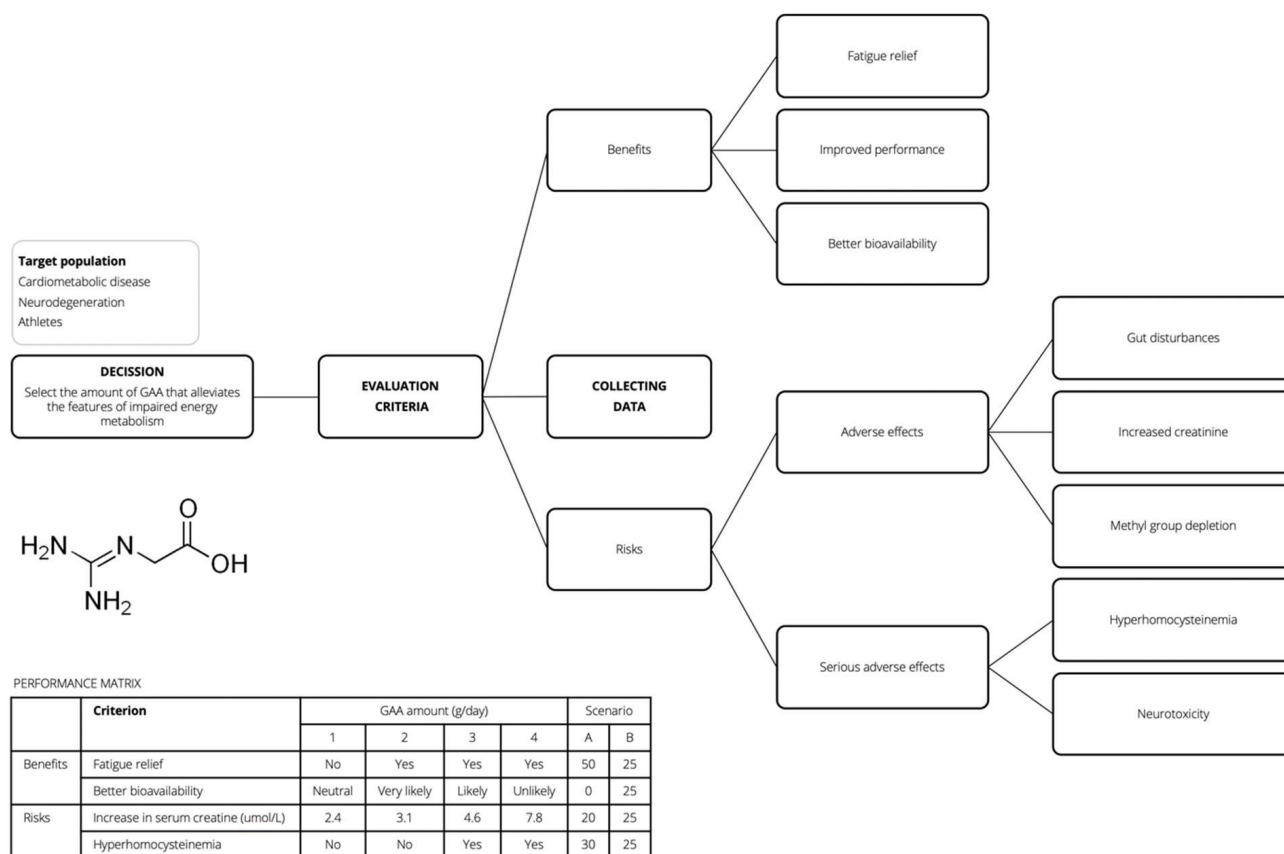 Fatigue relief
Benefits
Improved performance
Better bioavailability
Target population
Cardiometabolic disease
Neurodegeneration
Athletes
DECISSION
Select the amount of GAA that alleviates
the features of impaired energy
metabolism
EVALUATION
CRITERIA
COLLECTING
DATA
Gut disturbances
Adverse effects
Increased creatinine
Methyl group depletion
Risks
Hyperhomocysteinemia
Serious adverse effects
Neurotoxicity
O
H2N
N
OH
NH2
PERFORMANCE MATRIX
Criterion GAA amount (g/day) Scenario
1 2 3 4 A B
Benefits Fatigue relief No Yes Yes Yes 50 25
Better bioavailability Neutral Very likely Likely Unlikely 0 25
Risks Increase in serum creatine (umol/L) 2.4 3.1 4.6 7.8 20 25
Hyperhomocysteinemia No No Yes Yes 30 25